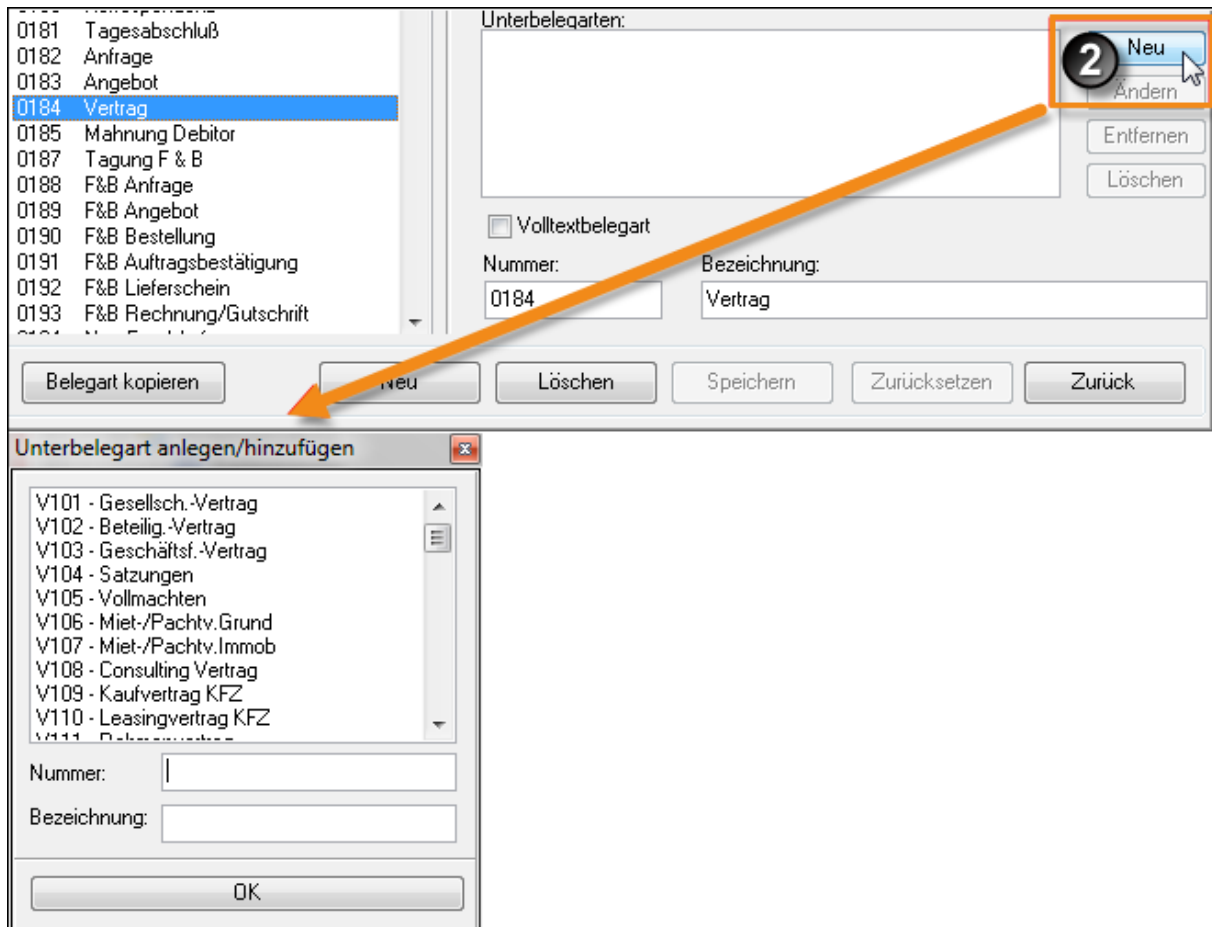 0181 Tagesabschluß
0182 Anfrage
0183 Angebot
0184 Vertrag
0185 Mahnung Debitor
0187 Tagung F & B
0188 F&B Anfrage
0189 F&B Angebot
0190 F&B Bestellung
0191 F&B Auftragsbestätigung
0192 F&B Lieferschein
0193 F&B Rechnung/Gutschrift
Unterbelegarten:
2
Neu
Ändern
Entfernen
Löschen
Volltextbelegart
Nummer: Bezeichnung:
0184 Vertrag
Belegart kopieren Neu Löschen Speichern Zurücksetzen Zurück
Unterbelegart anlegen/hinzufügen
V101 - Gesellsch.-Vertrag
V102 - Beteilig.-Vertrag
V103 - Geschäftsf.-Vertrag
V104 - Satzungen
V105 - Vollmachten
V106 - Miet-/Pachtv.Grund
V107 - Miet-/Pachtv.Immob
V108 - Consulting Vertrag
V109 - Kaufvertrag KFZ
V110 - Leasingvertrag KFZ
Nummer:
Bezeichnung:
OK